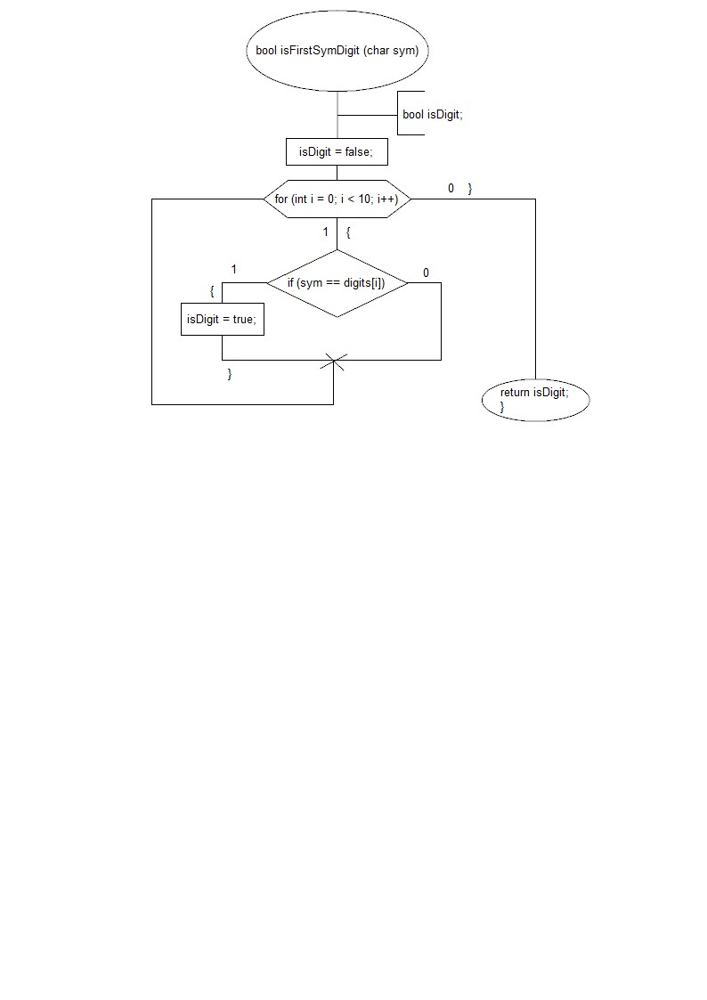 bool isFirstSymDigit (char sym)
bool isDigit;
isDigit = false;
for (int i = 0; i < 10; i++)
0 }
1 {
if (sym == digits[i])
1
0
{
isDigit = true;
}
return isDigit;
}